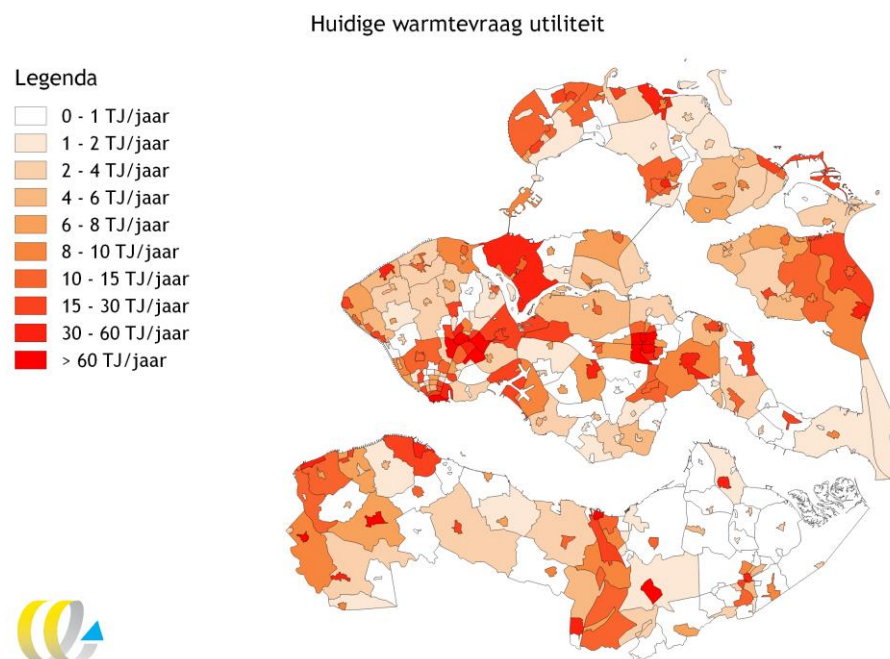 Huidige warmtevraag utiliteit
Legenda
0 - 1 TJ/jaar
1 - 2 TJ/jaar
2 - 4 TJ/jaar
4 - 6 TJ/jaar
6 - 8 TJ/jaar
8 - 10 TJ/jaar
10 - 15 TJ/jaar
15 - 30 TJ/jaar
30 - 60 TJ/jaar
> 60 TJ/jaar